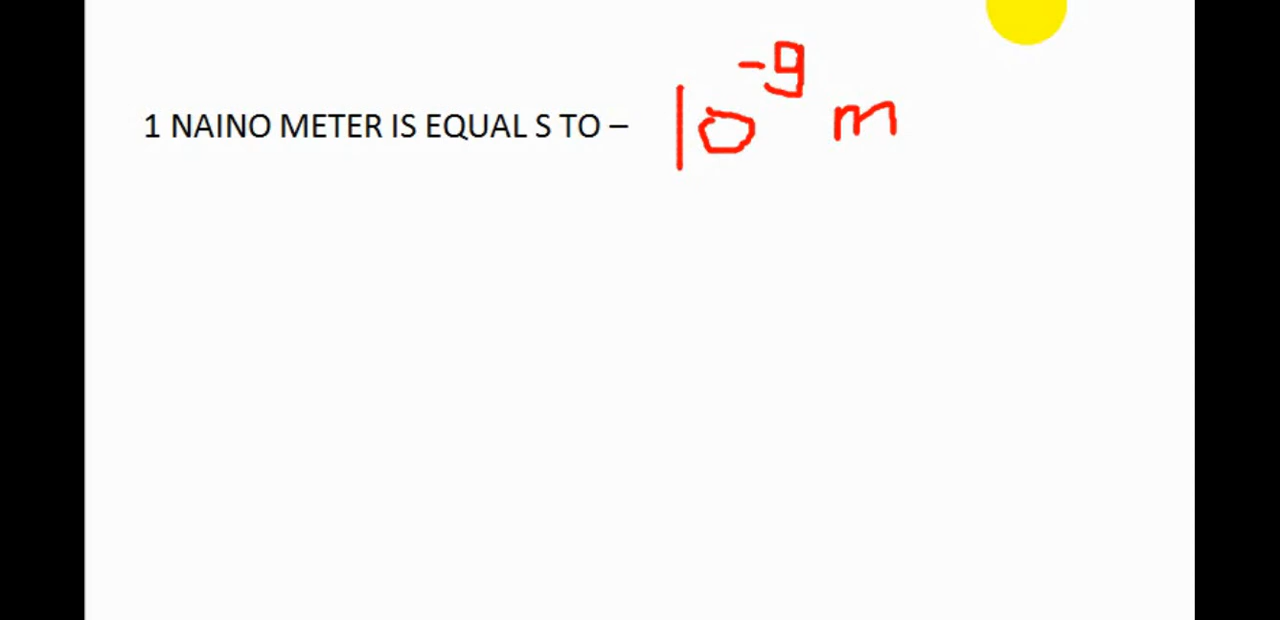 1 NAINO METER IS EQUAL S TO – 10⁻⁹ m